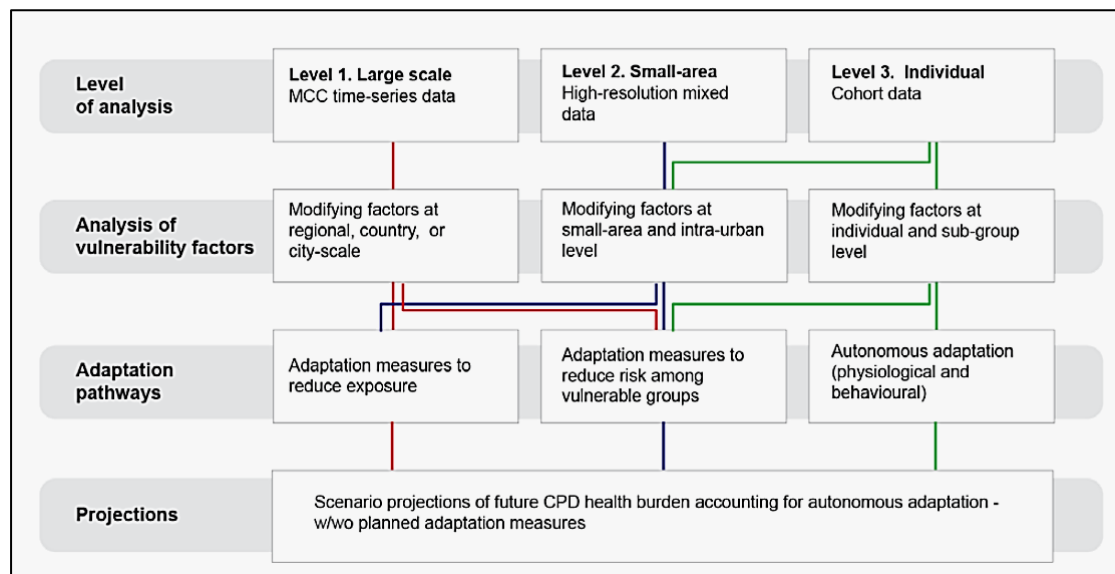 Level
of analysis
Level 1. Large scale
MCC time-series data
Level 2. Small-area
High-resolution mixed
data
Level 3. Individual
Cohort data
Analysis of
vulnerability factors
Modifying factors at
regional, country, or
city-scale
Modifying factors at
small-area and intra-urban
level
Modifying factors at
individual and sub-group
level
Adaptation
pathways
Adaptation measures to
reduce exposure
Adaptation measures to
reduce risk among
vulnerable groups
Autonomous adaptation
(physiological and
behavioural)
Projections
Scenario projections of future CPD health burden accounting for autonomous adaptation -
w/wo planned adaptation measures